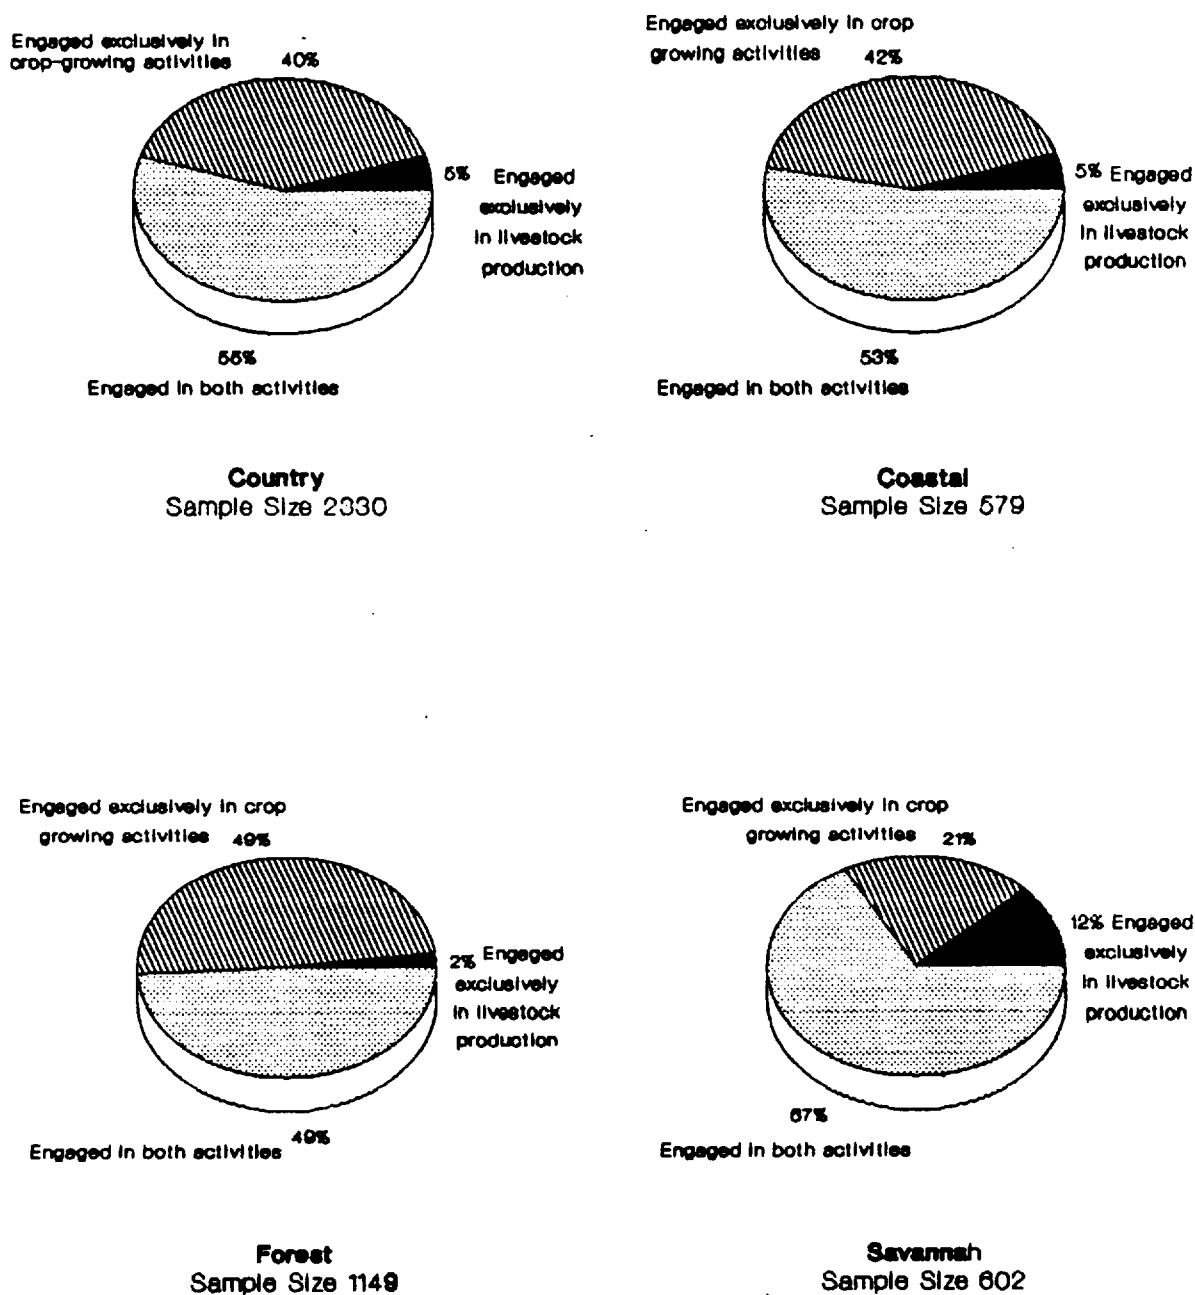 Engaged exclusively in
crop-growing activities 40%
5% Engaged
exclusively
in livestock
production
55%
Engaged in both activities
Country
Sample Size 2330
Engaged exclusively in crop
growing activities 42%
5% Engaged
exclusively
in livestock
production
53%
Engaged in both activities
Coastal
Sample Size 579
Engaged exclusively in crop
growing activities 49%
2% Engaged
exclusively
in livestock
production
Engaged in both activities 49%
Forest
Sample Size 1149
Engaged exclusively in crop
growing activities 21%
12% Engaged
exclusively
in livestock
production
67%
Engaged in both activities
Savannah
Sample Size 602